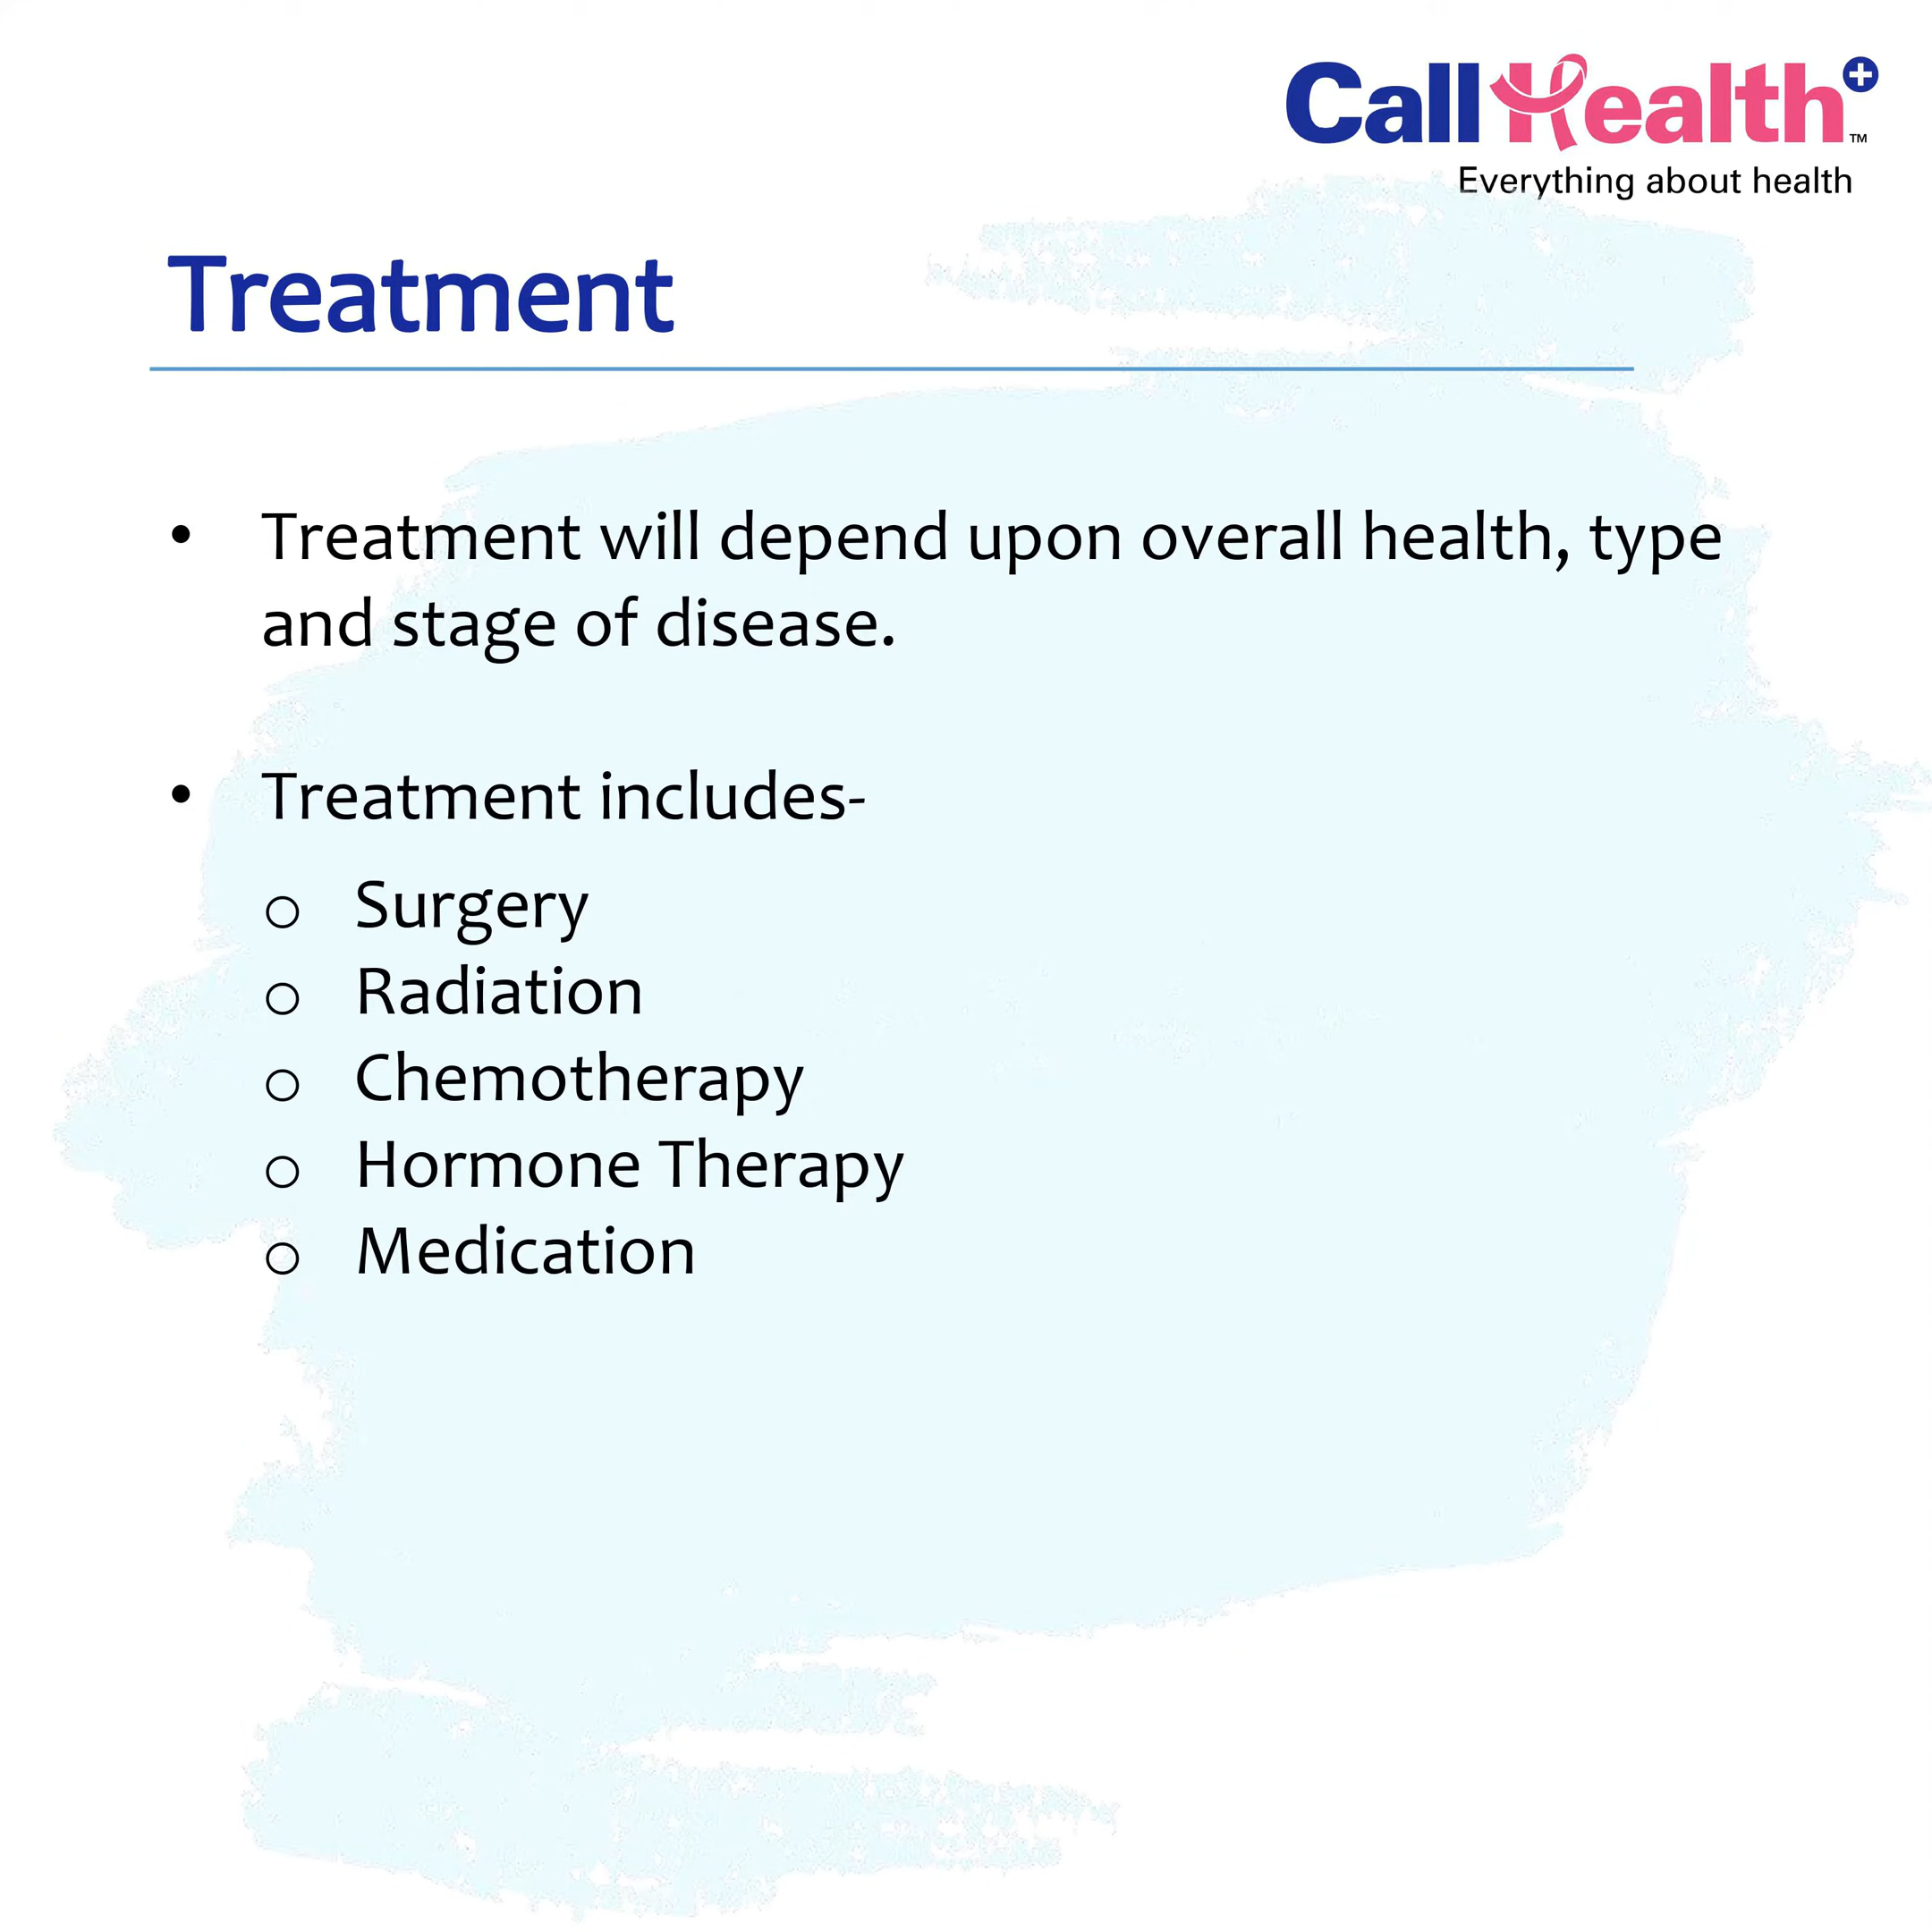 CallHealth+™
Everything about health
Treatment
• Treatment will depend upon overall health, type
and stage of disease.
• Treatment includes-
o Surgery
o Radiation
o Chemotherapy
o Hormone Therapy
o Medication